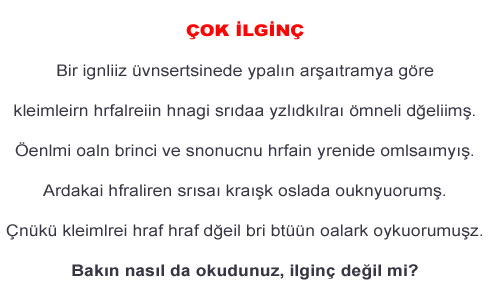 ÇOK İLGİNÇ
Bir ignliiz üvnsertsinede ypalın arşaıtramya göre
kleimleirn hrfalreiin hnagi srıdaa yzlıdkılraı ömneli dğeliimş.
Öenlmi oaln brinci ve snonucnu hrfain yrenide omlsaımyış.
Ardakai hfraliren srısaı kraışk oslada ouknyuorumş.
Çnükü kleimlrei hraf hraf dğeil bri btüün oalark oykuorumuşz.
Bakın nasıl da okudunuz, ilginç değil mi?